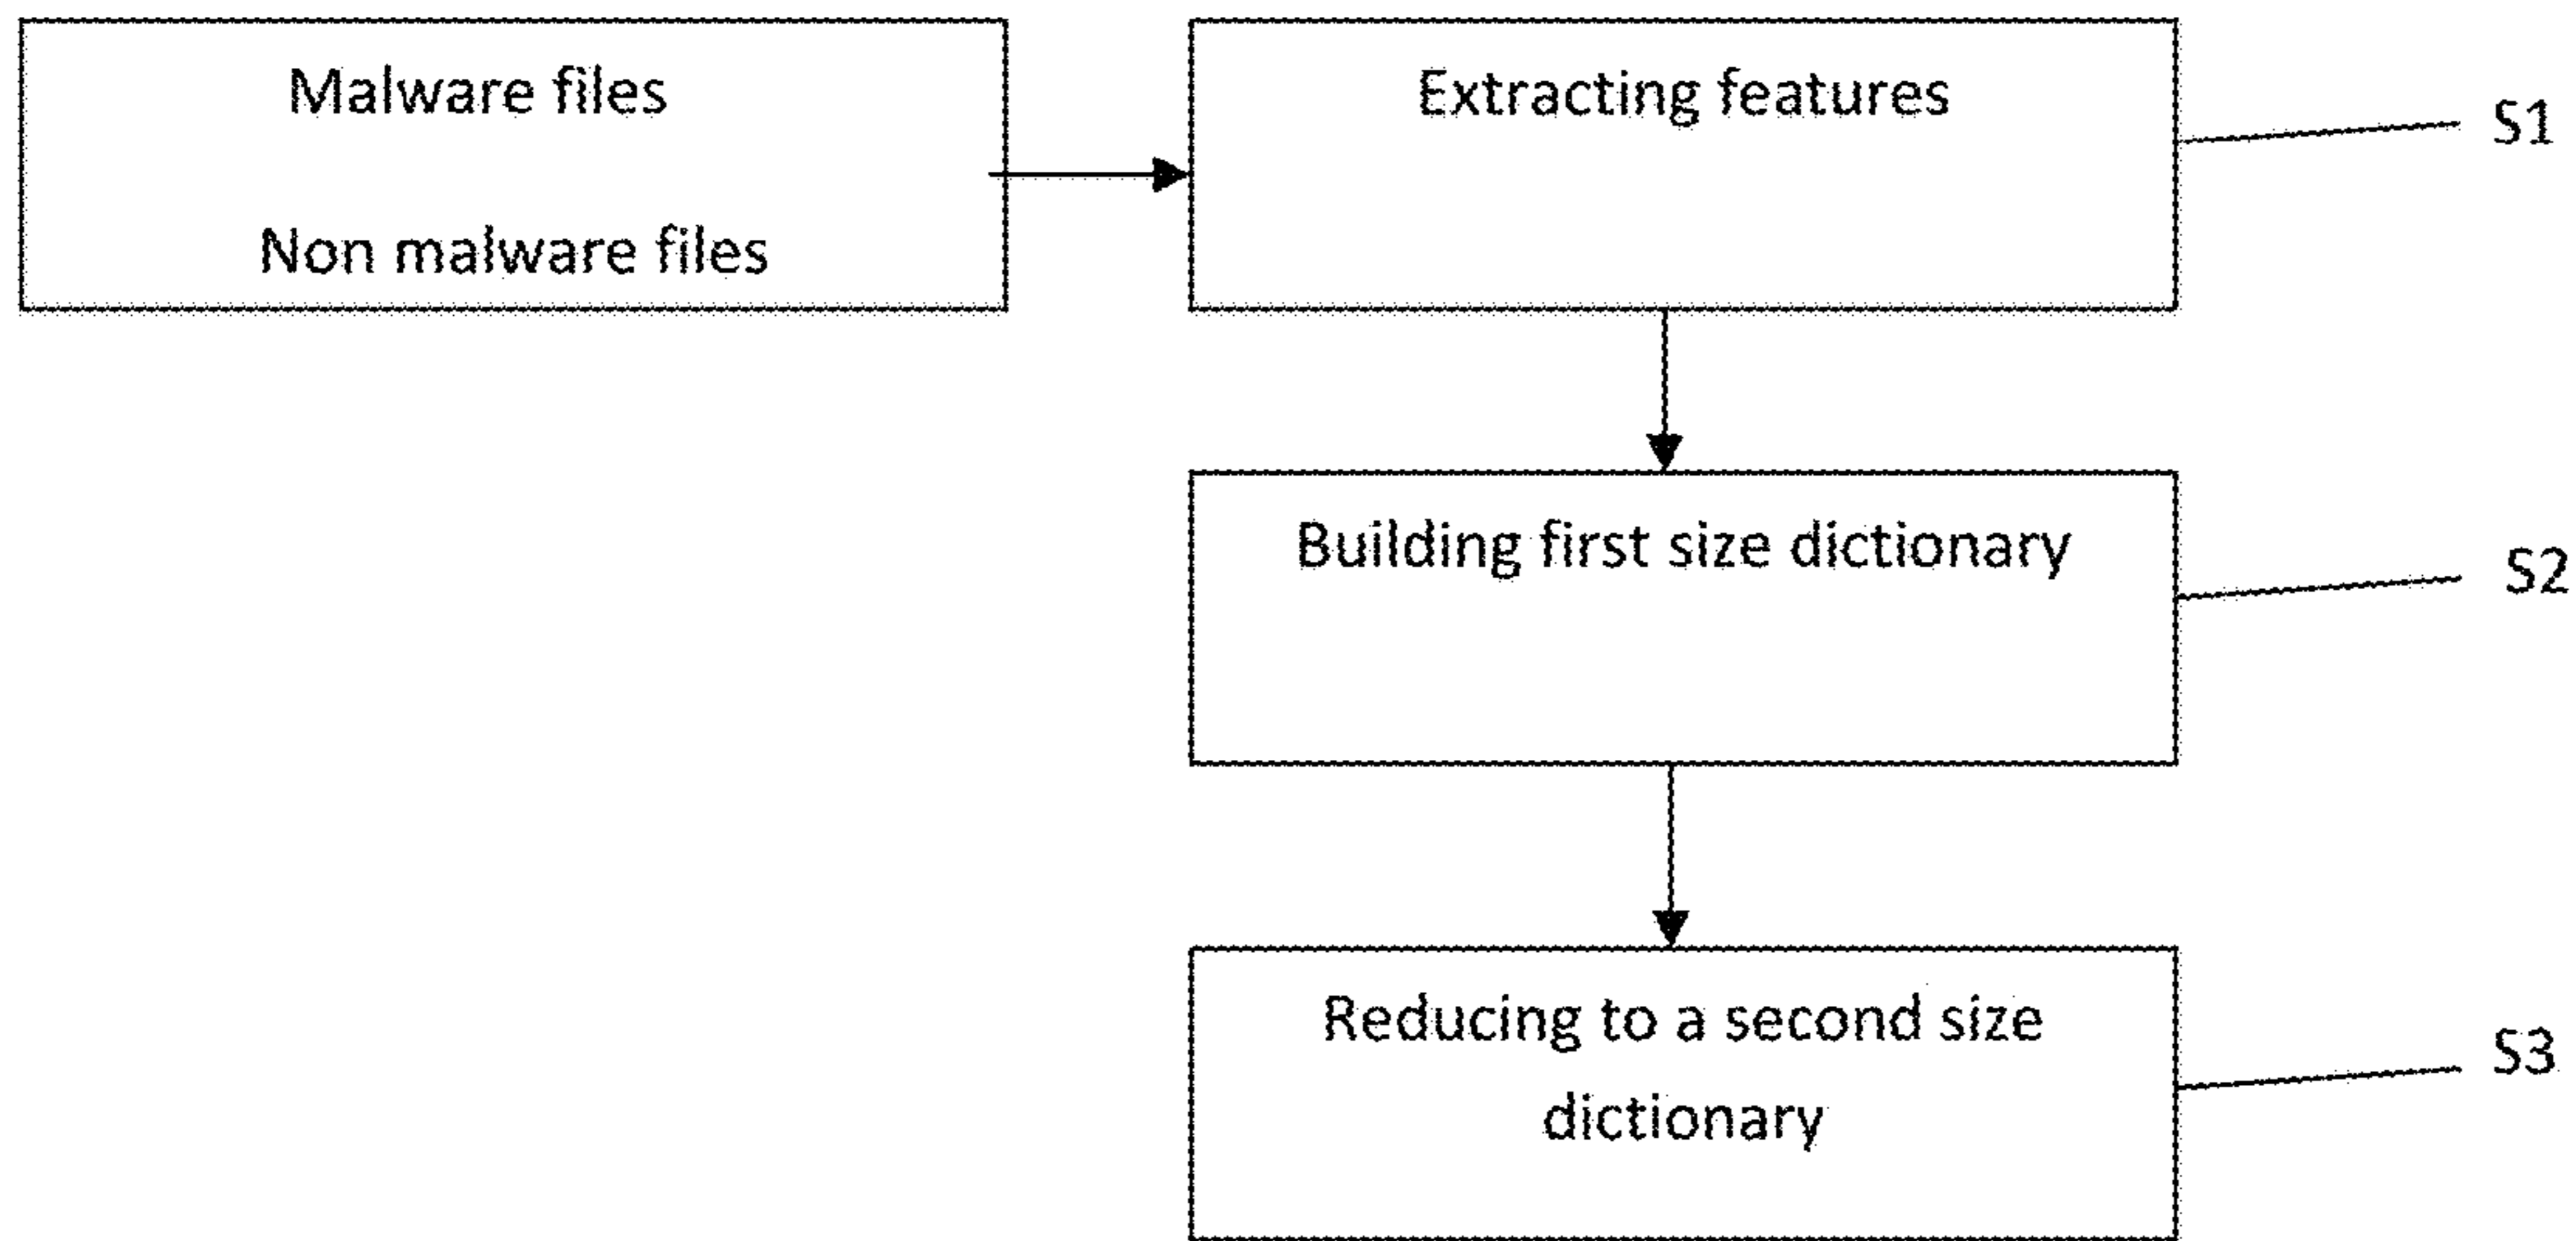 Malware files
Non malware files
Extracting features
S1
Building first size dictionary
S2
Reducing to a second size
dictionary
S3